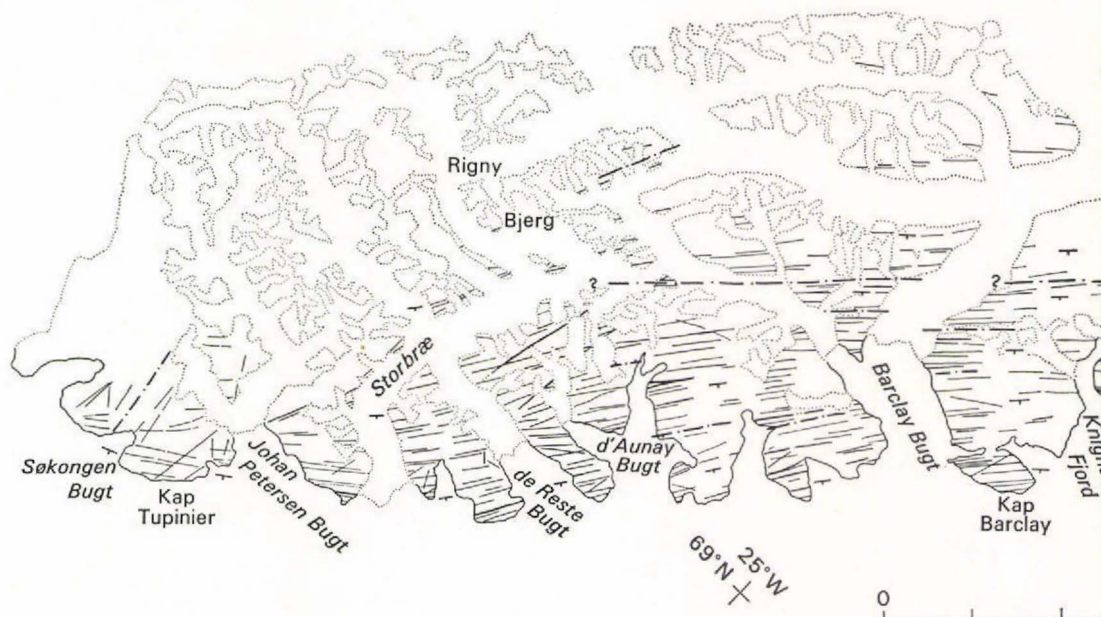 Rigny
Bjerg
?
?
Storbræ
Søkongen
Bugt
Kap
Tupinier
Johan
Petersen Bugt
de Reste
Bugt
d'Aunay
Bugt
Barclay Bugt
Kap
Barclay
Fjord
69°N
25°W
0